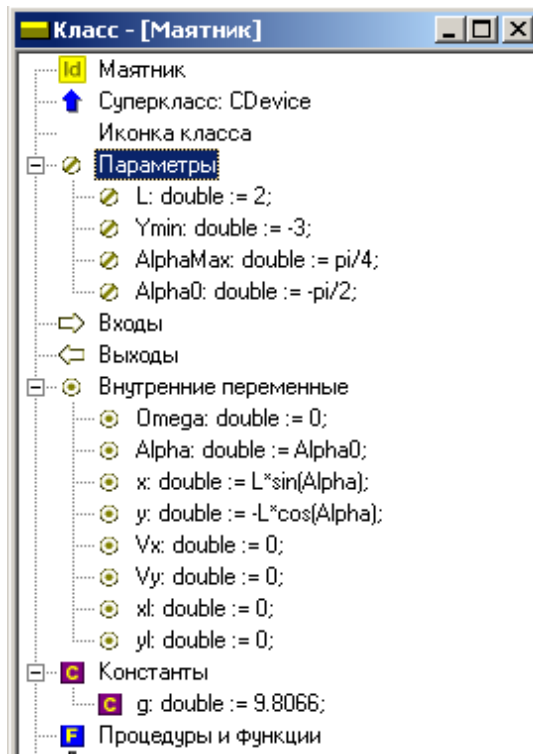 Класс - [Маятник]
Id Маятник
Суперкласс: CDevice
Иконка класса
Параметры
L: double := 2;
Ymin: double := -3;
AlphaMax: double := pi/4;
Alpha0: double := -pi/2;
Входы
Выходы
Внутренние переменные
Omega: double := 0;
Alpha: double := Alpha0;
x: double := L*sin(Alpha);
y: double := -L*cos(Alpha);
Vx: double := 0;
Vy: double := 0;
xl: double := 0;
yl: double := 0;
C Константы
C g: double := 9.8066;
F Процедуры и функции